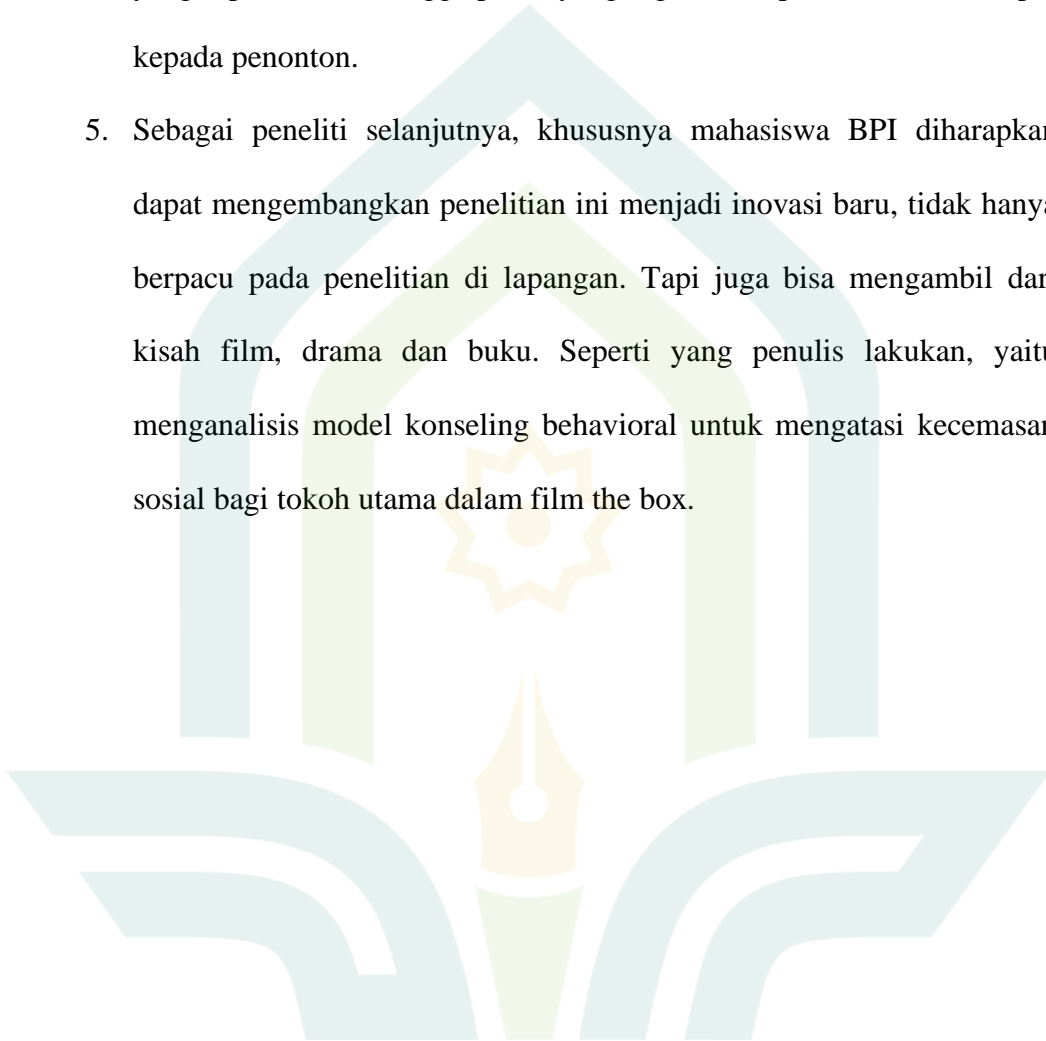 kepada penonton.
5. Sebagai peneliti selanjutnya, khususnya mahasiswa BPI diharapkan
dapat mengembangkan penelitian ini menjadi inovasi baru, tidak hanya
berpacu pada penelitian di lapangan. Tapi juga bisa mengambil dari
kisah film, drama dan buku. Seperti yang penulis lakukan, yaitu
menganalisis model konseling behavioral untuk mengatasi kecemasan
sosial bagi tokoh utama dalam film the box.